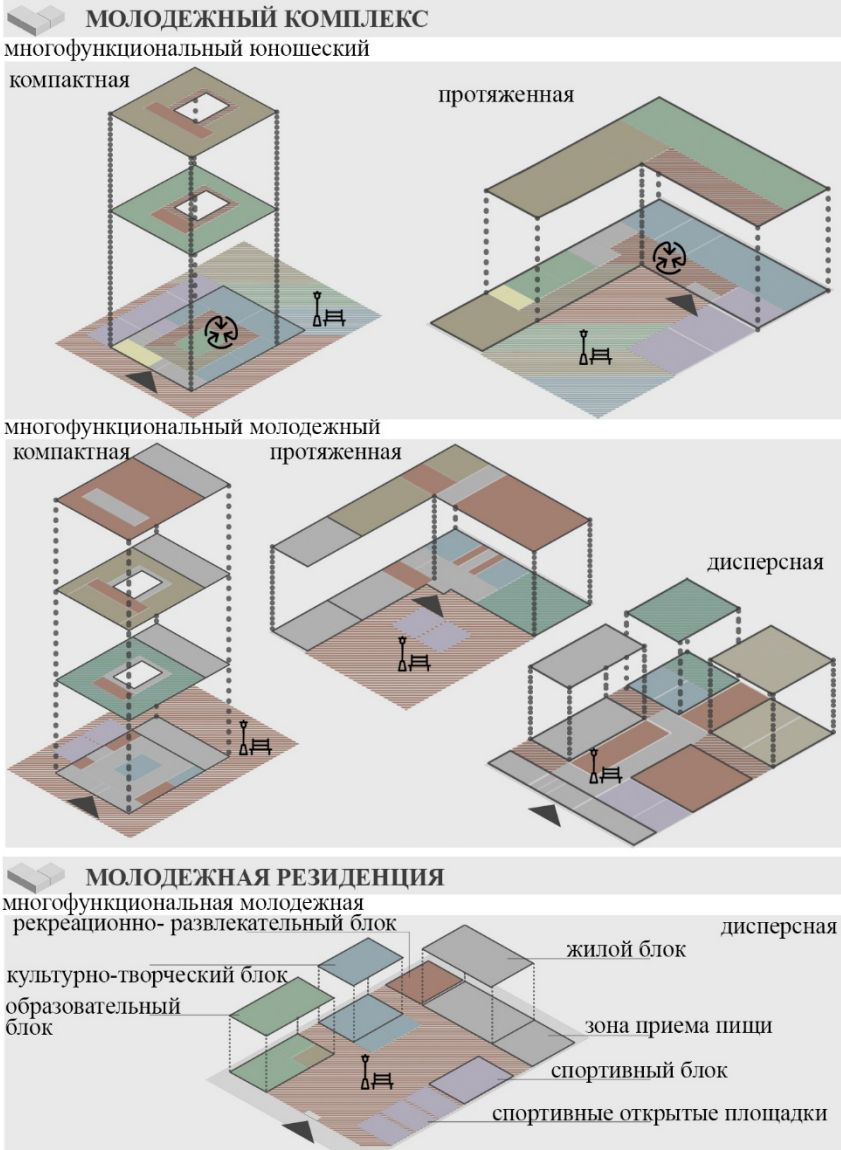 МОЛОДЕЖНЫЙ КОМПЛЕКС
многофункциональный юношеский
компактная
протяженная
многофункциональный молодежный
компактная
протяженная
дисперсная
МОЛОДЕЖНАЯ РЕЗИДЕНЦИЯ
многофункциональная молодежная
рекреационно- развлекательный блок
дисперсная
жилой блок
культурно-творческий блок
образовательный
блок
зона приема пищи
спортивный блок
спортивные открытые площадки